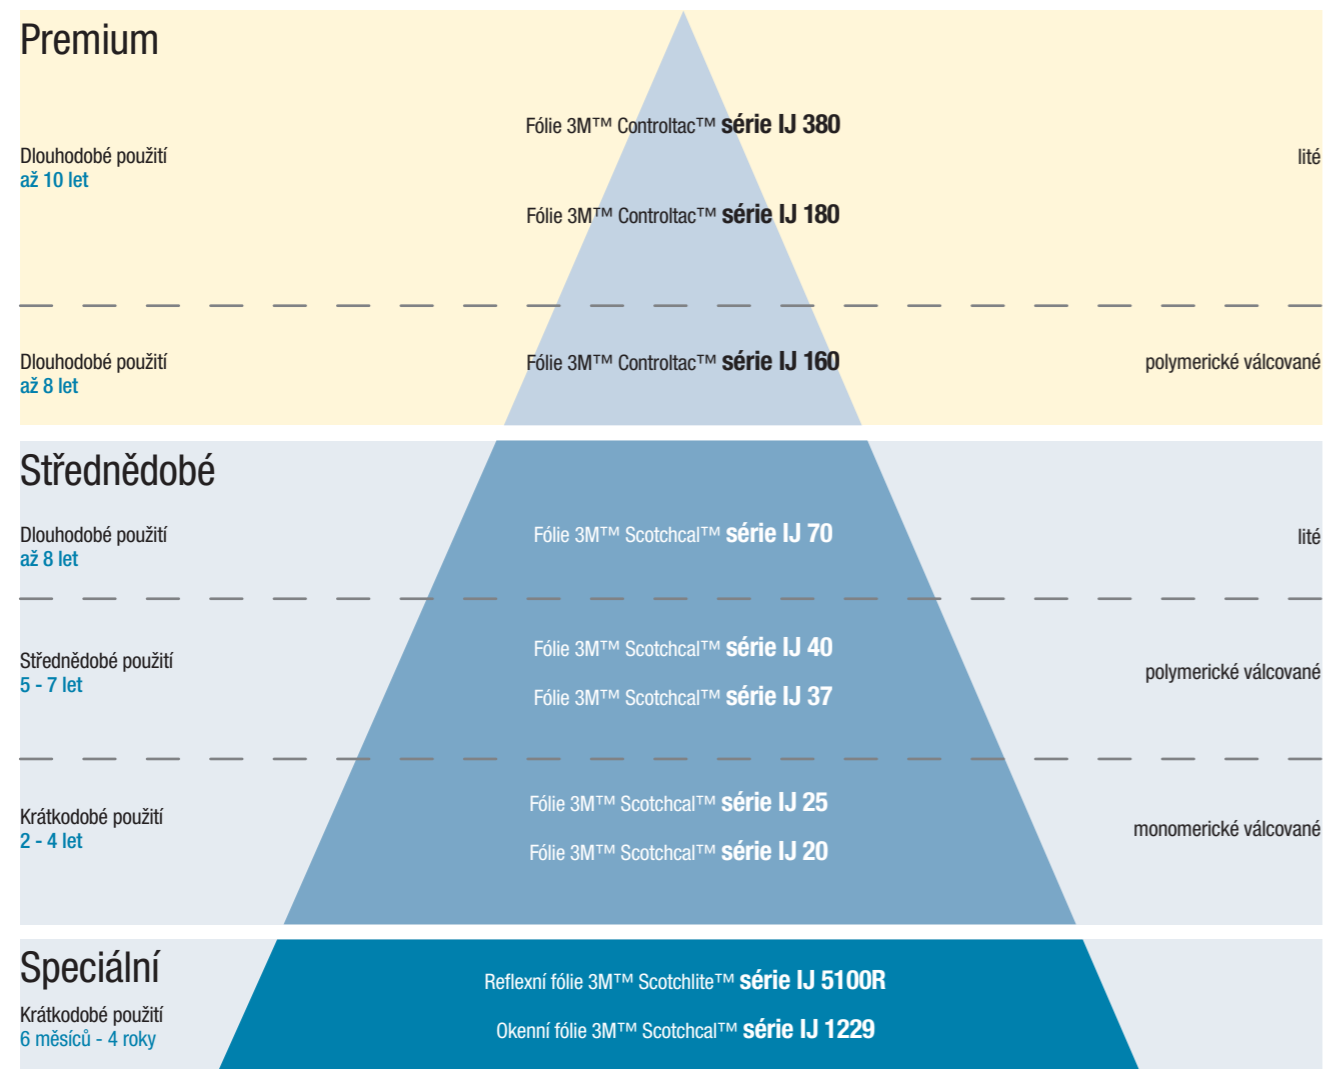 Premium
Fólie 3M™ Controltac™ série IJ 380
Dlouhodobé použití
až 10 let
lité
Fólie 3M™ Controltac™ série IJ 180
Dlouhodobé použití
až 8 let
Fólie 3M™ Controltac™ série IJ 160
polymerické válcované
Střednědobé
Dlouhodobé použití
až 8 let
Fólie 3M™ Scotchcal™ série IJ 70
lité
Střednědobé použití
5 - 7 let
Fólie 3M™ Scotchcal™ série IJ 40
Fólie 3M™ Scotchcal™ série IJ 37
polymerické válcované
Krátkodobé použití
2 - 4 let
Fólie 3M™ Scotchcal™ série IJ 25
Fólie 3M™ Scotchcal™ série IJ 20
monomerické válcované
Speciální
Krátkodobé použití
6 měsíců - 4 roky
Reflexní fólie 3M™ Scotchlite™ série IJ 5100R
Okenní fólie 3M™ Scotchcal™ série IJ 1229